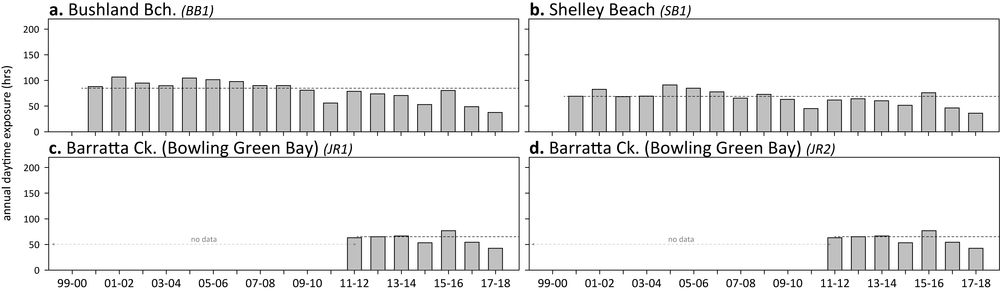 a. Bushland Bch. (BB1)
b. Shelley Beach (SB1)
annual daytime exposure (hrs)
200
150
100
50
0
c. Barratta Ck. (Bowling Green Bay) (JR1)
d. Barratta Ck. (Bowling Green Bay) (JR2)
200
150
100
50
0
no data
no data
99-00 01-02 03-04 05-06 07-08 09-10 11-12 13-14 15-16 17-18
99-00 01-02 03-04 05-06 07-08 09-10 11-12 13-14 15-16 17-18